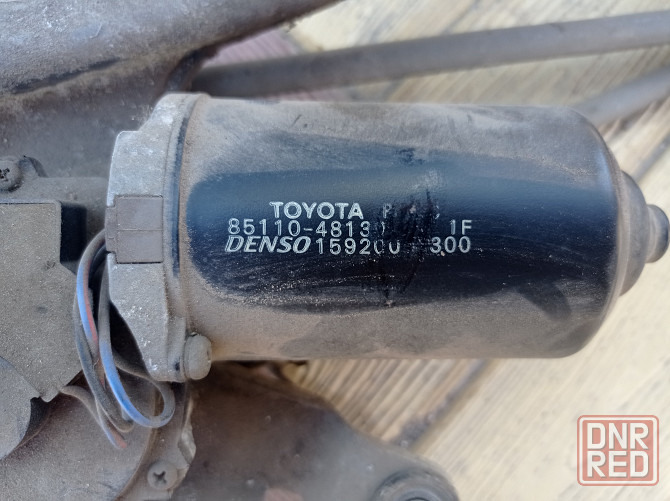 TOYOTA
85110-4813 1F
DENSO 159200 300
DNR
RED